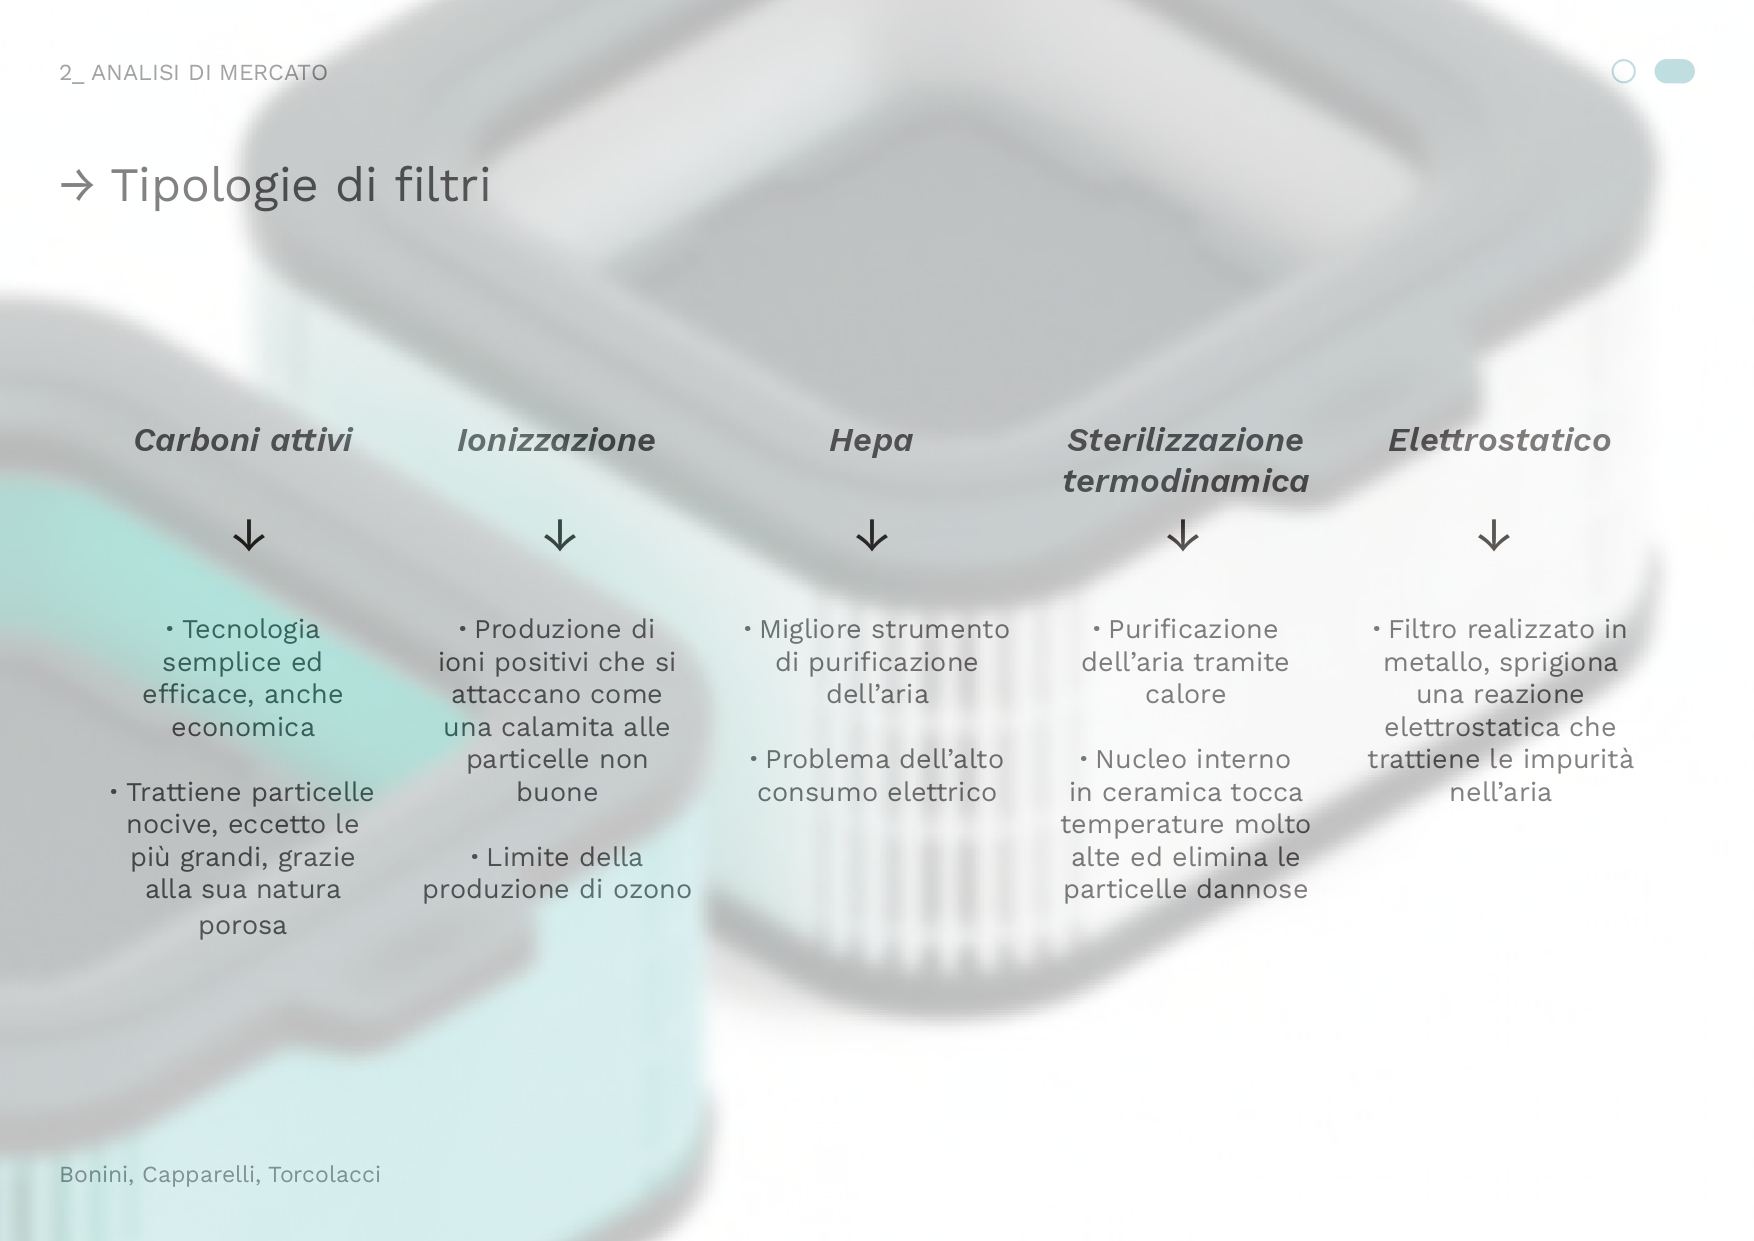 2_ ANALISI DI MERCATO
→ Tipologie di filtri
Carboni attivi
↓
• Tecnologia
semplice ed
efficace, anche
economica
• Trattiene particelle
nocive, eccetto le
più grandi, grazie
alla sua natura
porosa
Ionizzazione
↓
• Produzione di
ioni positivi che si
attaccano come
una calamita alle
particelle non
buone
• Limite della
produzione di ozono
Hepa
↓
• Migliore strumento
di purificazione
dell’aria
• Problema dell’alto
consumo elettrico
Sterilizzazione
termodinamica
↓
• Purificazione
dell’aria tramite
calore
• Nucleo interno
in ceramica tocca
temperature molto
alte ed elimina le
particelle dannose
Elettrostatico
↓
• Filtro realizzato in
metallo, sprigiona
una reazione
elettrostatica che
trattiene le impurità
nell’aria
Bonini, Capparelli, Torcolacci